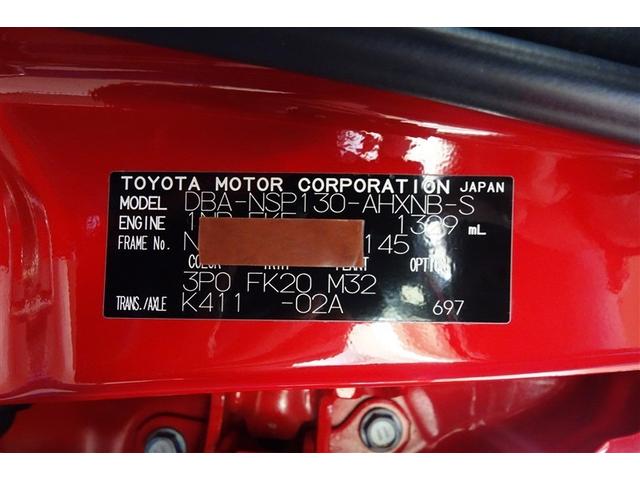 TOYOTA MOTOR CORPORATION JAPAN
MODEL DBA-NSP130-AHXNB-S
ENGINE 1NR-FKE 1329 mL
FRAME No. N 145
COLOR TRIM PLANT OPTION
3P0 FK20 M32
TRANS./AXLE K411 -02A 697